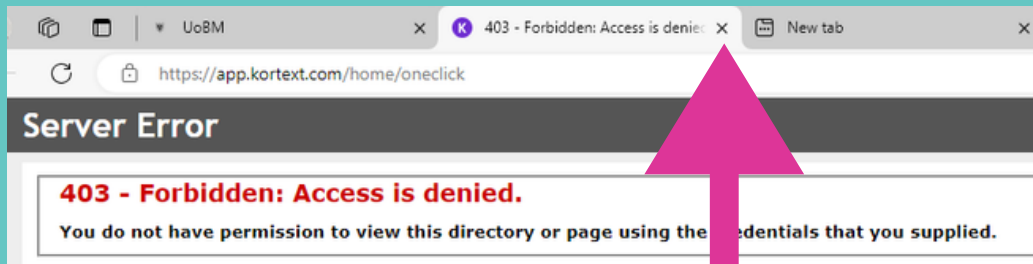 UoBM
403 - Forbidden: Access is denied
New tab
https://app.kortext.com/home/oneclick
Server Error
403 - Forbidden: Access is denied.
You do not have permission to view this directory or page using the edentials that you supplied.